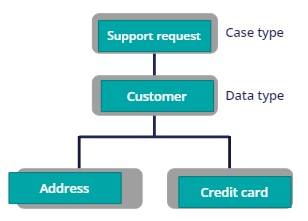 Support request
Case type
Customer
Data type
Address
Credit card